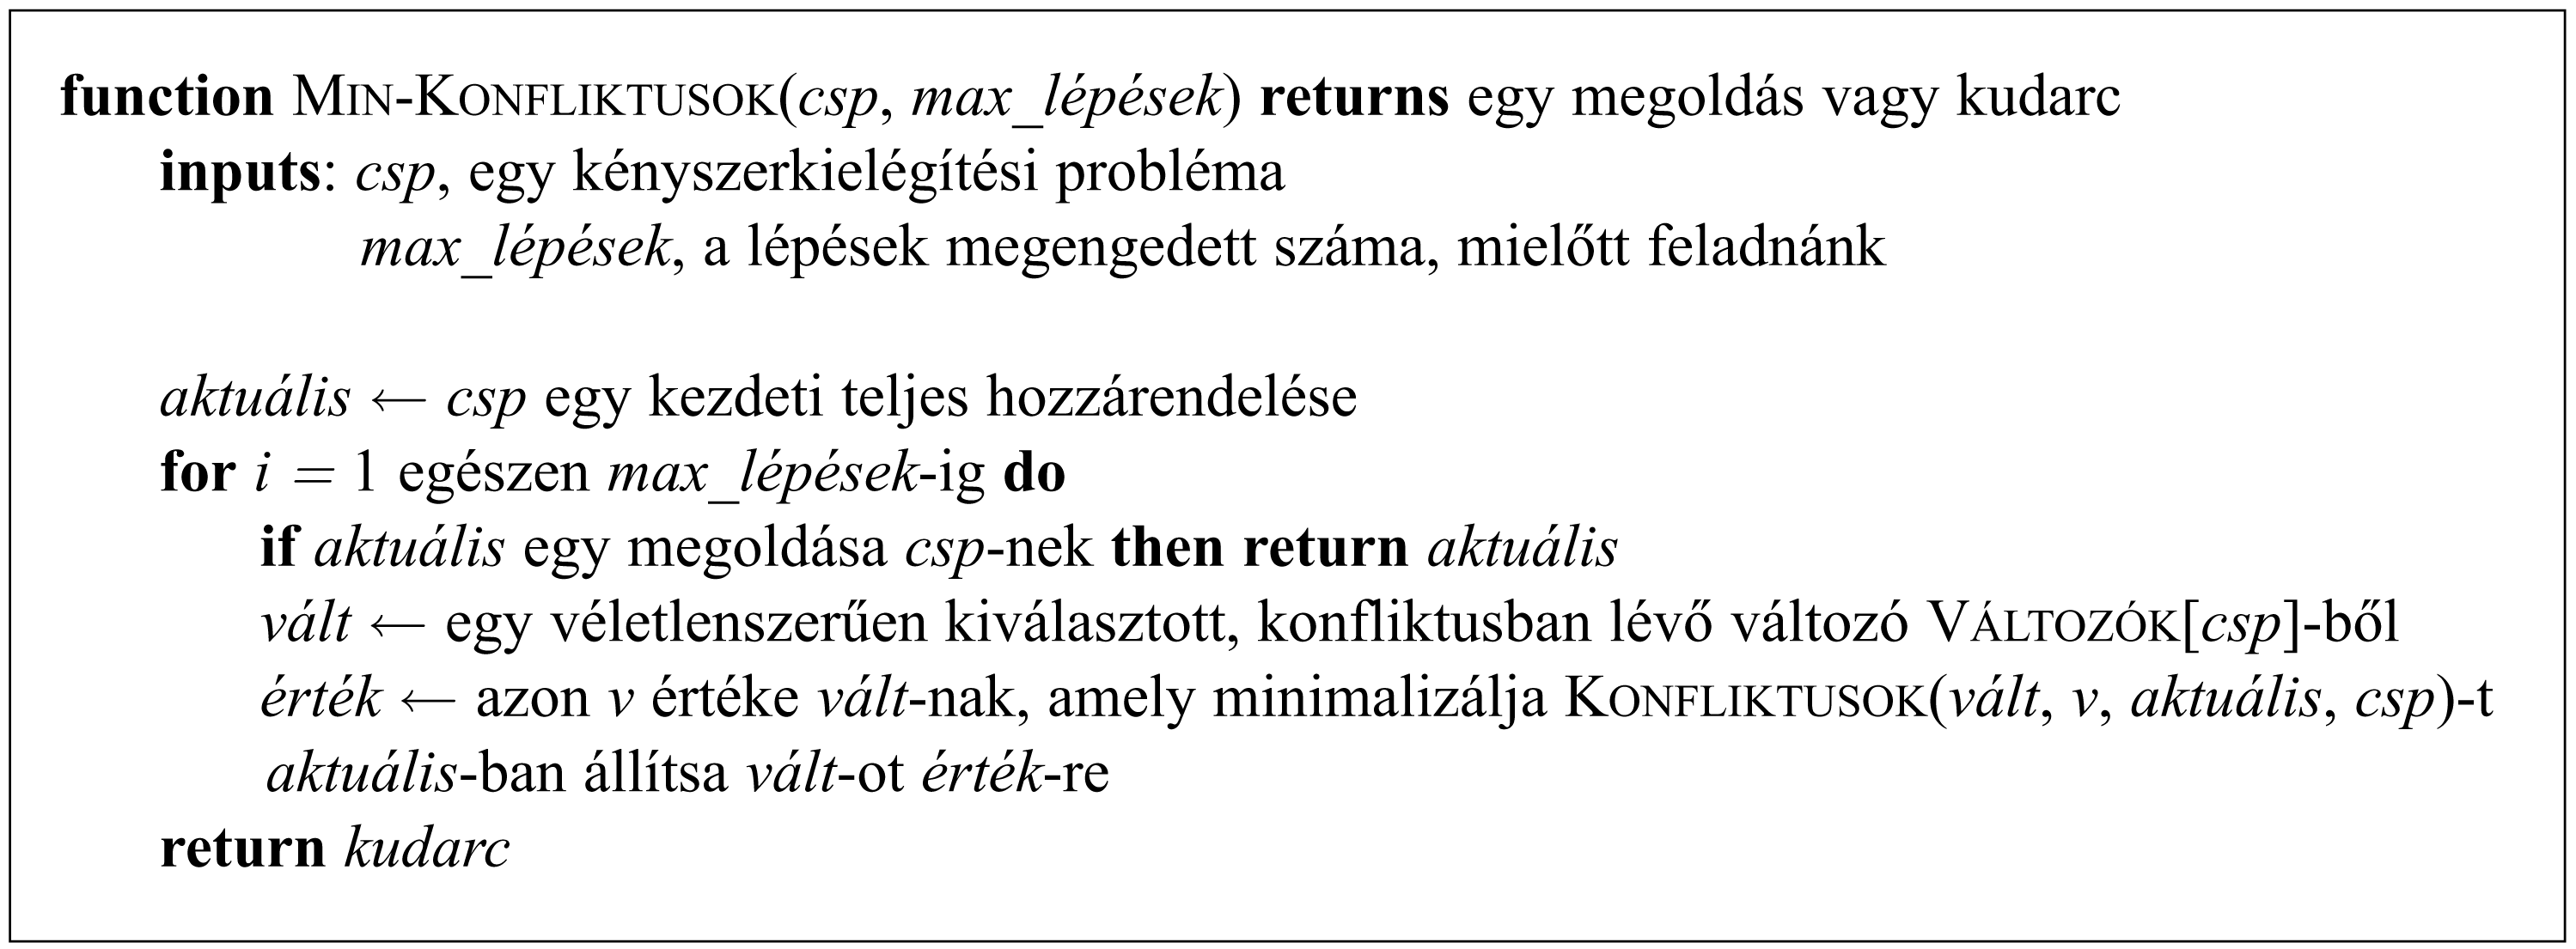 function MIN-KONFLIKTUSOK(csp, max_lépések) returns egy megoldás vagy kudarc
inputs: csp, egy kényszerkielégítési probléma
max_lépések, a lépések megengedett száma, mielőtt feladnánk
aktuális ← csp egy kezdeti teljes hozzárendelése
for i = 1 egészen max_lépések-ig do
if aktuális egy megoldása csp-nek then return aktuális
vált ← egy véletlenszerűen kiválasztott, konfliktusban lévő változó VÁLTOZÓK[csp]-ből
érték ← azon v értéke vált-nak, amely minimalizálja KONFLIKTUSOK(vált, v, aktuális, csp)-t
aktuális-ban állítsa vált-ot érték-re
return kudarc